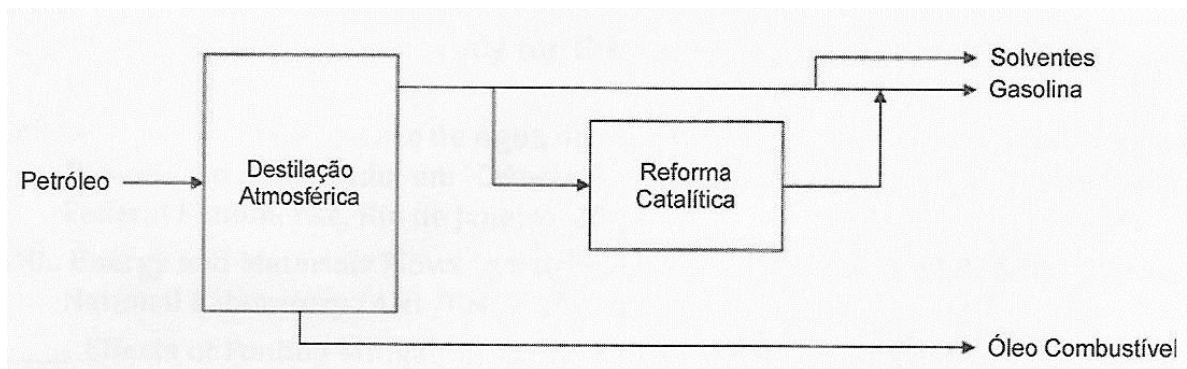 Solventes
Gasolina
Petróleo
Destilação
Atmosférica
Reforma
Catalítica
Óleo Combustível